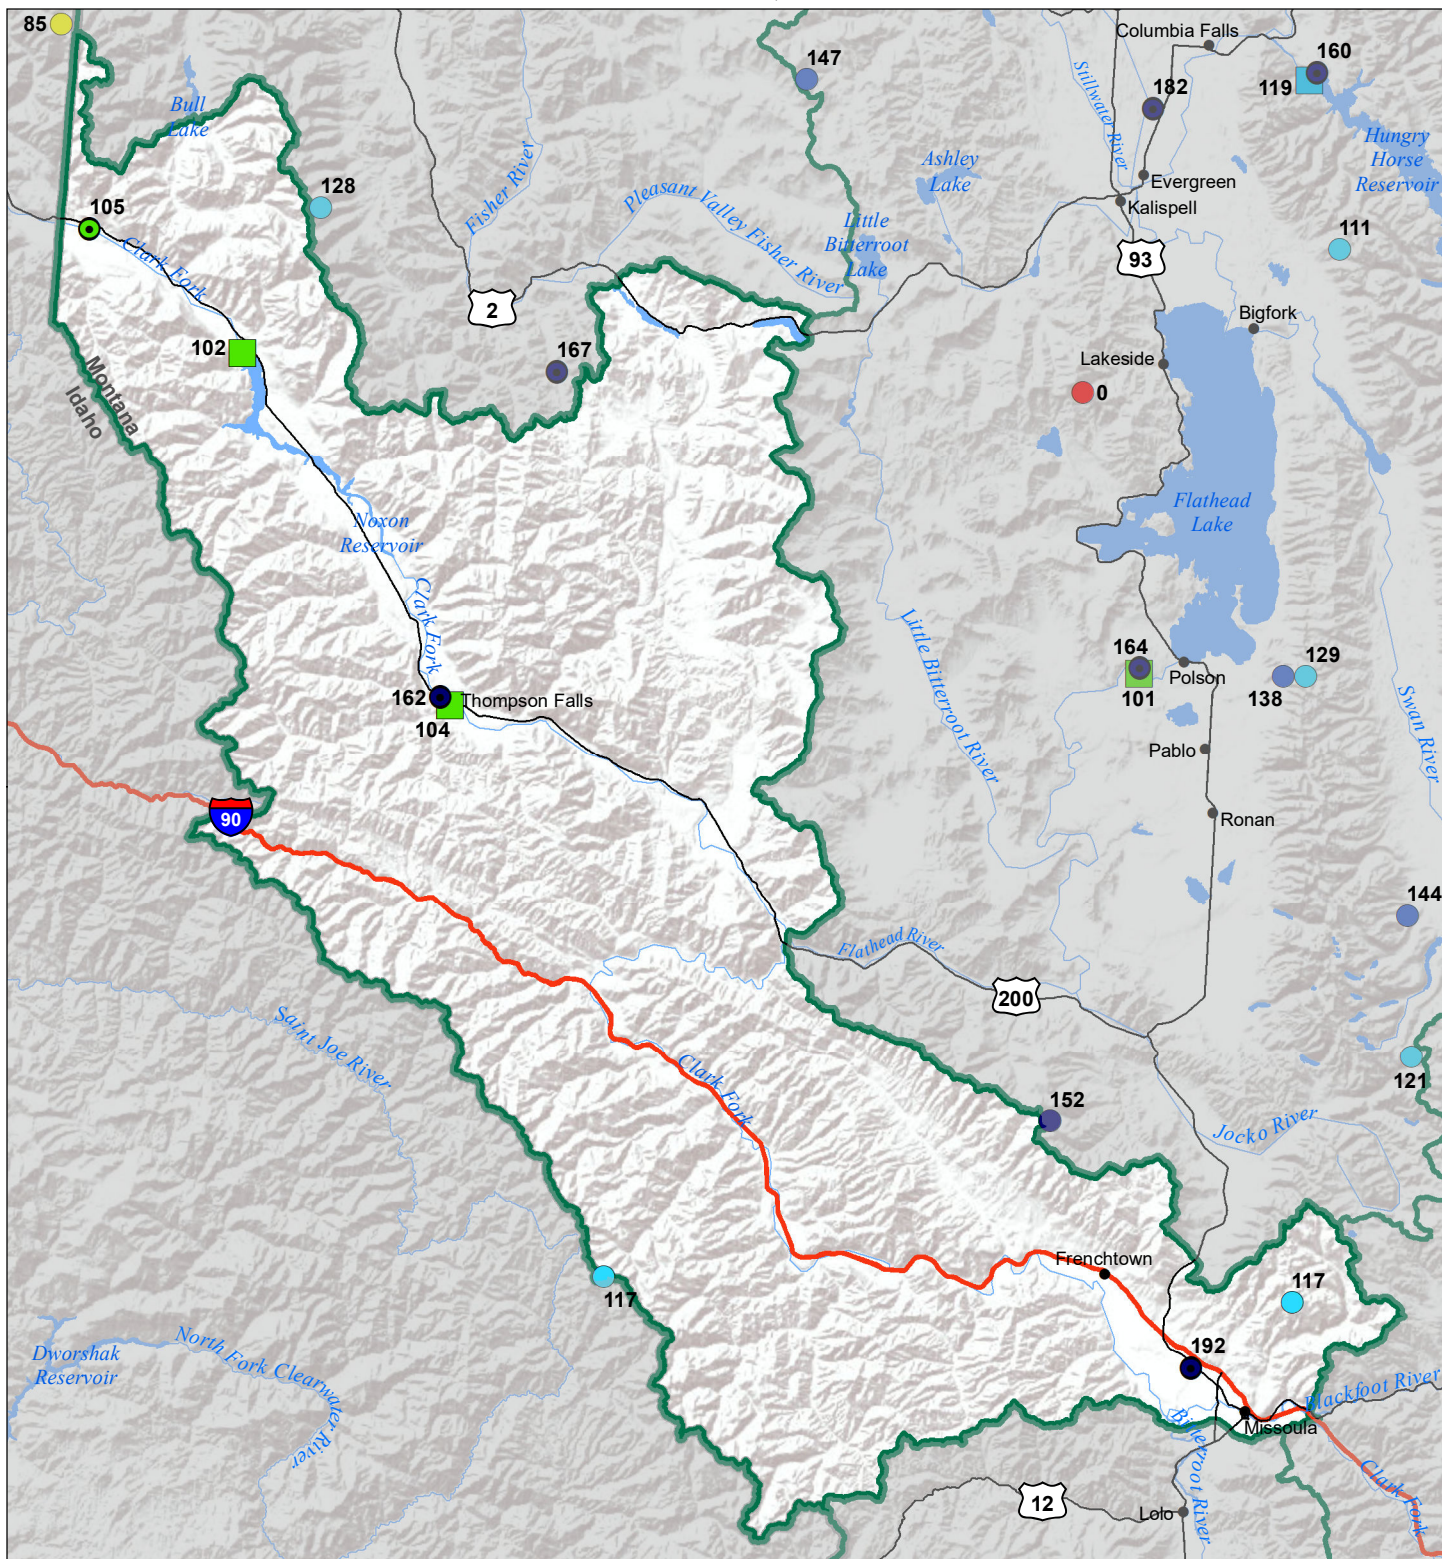 85
147
Columbia Falls
160
119
182
Stillwater River
Bull
Lake
Hungry
Horse
Reservoir
Ashley
Lake
Fisher River
Evergreen
128
Pleasant Valley Fisher River
Kalispell
105
Little
Bitterroot
Lake
111
Clark Fork
93
2
Bigfork
102
Lakeside
167
Montana
Idaho
0
Flathead
Lake
Noxon
Reservoir
Clark Fork
Little Bitterroot River
164
129
101
Polson
138
162
Thompson Falls
104
Swan River
Pablo
90
Ronan
144
Flathead River
200
Saint Joe River
Clark Fork
121
152
Jocko River
Frenchtown
117
117
North Fork Clearwater River
Dworshak
Reservoir
192
Blackfoot River
Missoula
Bitterroot River
Clark Fork
12
Lolo